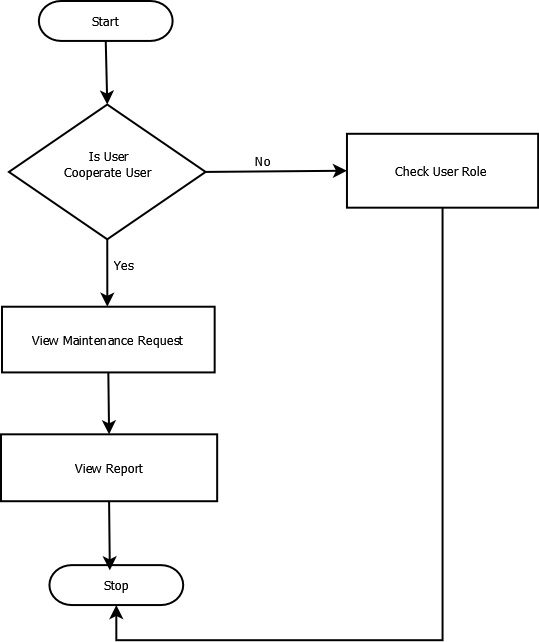 Start
Is User
Cooperate User
No
Check User Role
Yes
View Maintenance Request
View Report
Stop